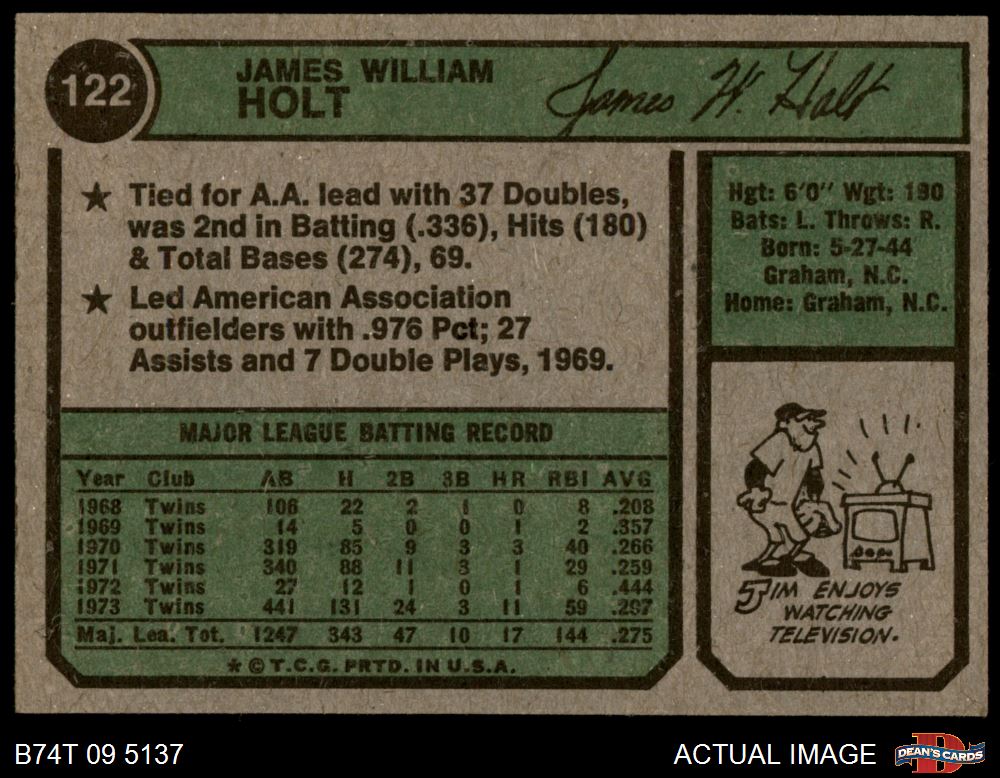 122
JAMES WILLIAM
HOLT
James W. Holt
★ Tied for A.A. lead with 37 Doubles,
was 2nd in Batting (.336), Hits (180)
& Total Bases (274), 69.
★ Led American Association
outfielders with .976 Pct; 27
Assists and 7 Double Plays, 1969.
Hgt: 6'0" Wgt: 190
Bats: L. Throws: R.
Born: 5-27-44
Graham, N.C.
Home: Graham, N.C.
MAJOR LEAGUE BATTING RECORD
Year Club AB H 2B 3B HR RBI AVG
1968 Twins 106 22 2 1 0 8 .208
1969 Twins 14 5 0 0 1 2 .357
1970 Twins 319 85 9 3 3 40 .266
1971 Twins 340 88 11 3 1 29 .259
1972 Twins 27 12 1 0 1 6 .444
1973 Twins 441 131 24 3 11 59 .297
Maj. Lea. Tot. 1247 343 47 10 17 144 .275
★ © T.C.G. PRTD. IN U.S.A.
JIM ENJOYS
WATCHING
TELEVISION.
B74T 09 5137
ACTUAL IMAGE
DEAN'S CARDS